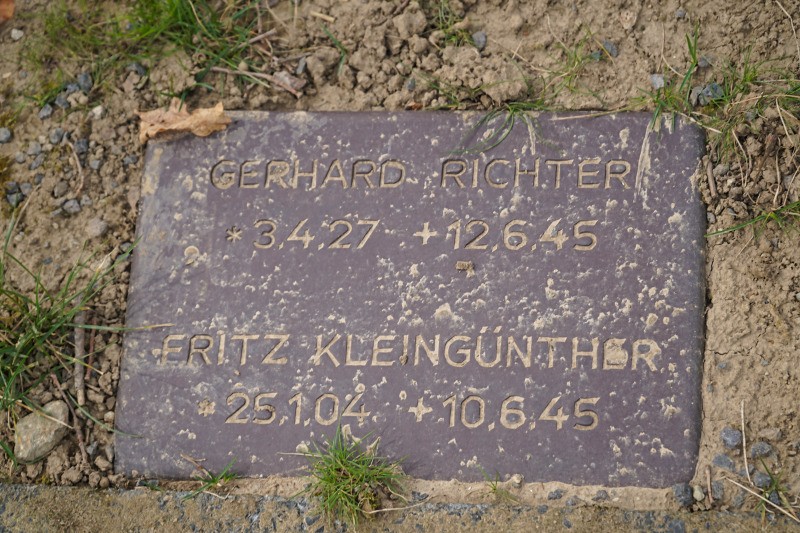 GERHARD RICHTER
* 3.4.27 + 12.6.45
FRITZ KLEINGÜNTHER
* 25.1.04 + 10.6.45